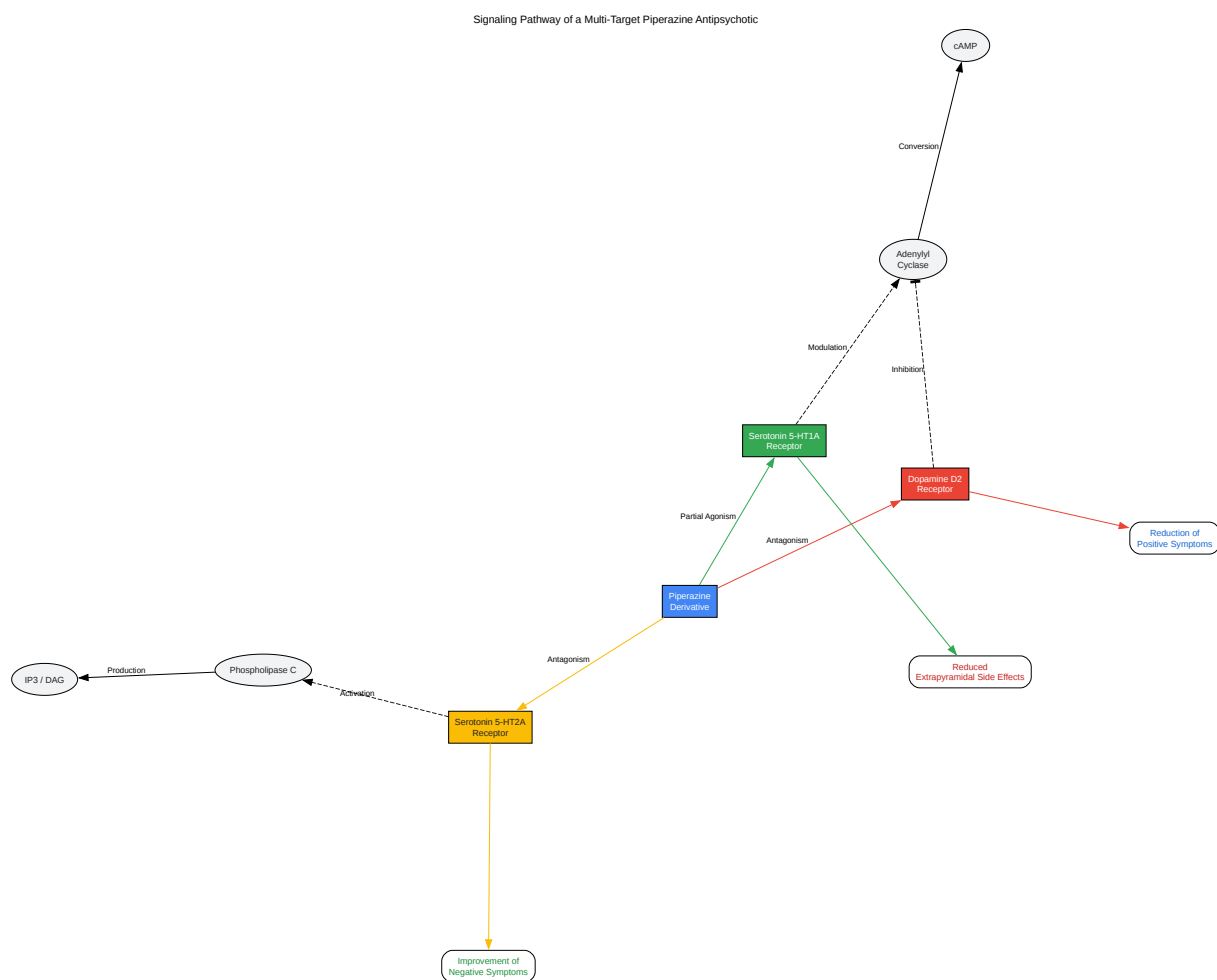 Signaling Pathway of a Multi-Target Piperazine Antipsychotic
cAMP
Conversion
Adenylyl
Cyclase
Modulation
Inhibition
Serotonin 5-HT1A
Receptor
Dopamine D2
Receptor
Partial Agonism
Antagonism
Reduction of
Positive Symptoms
Piperazine
Derivative
Antagonism
Reduced
Extrapyramidal Side Effects
IP3 / DAG
Production
Phospholipase C
Activation
Serotonin 5-HT2A
Receptor
Improvement of
Negative Symptoms